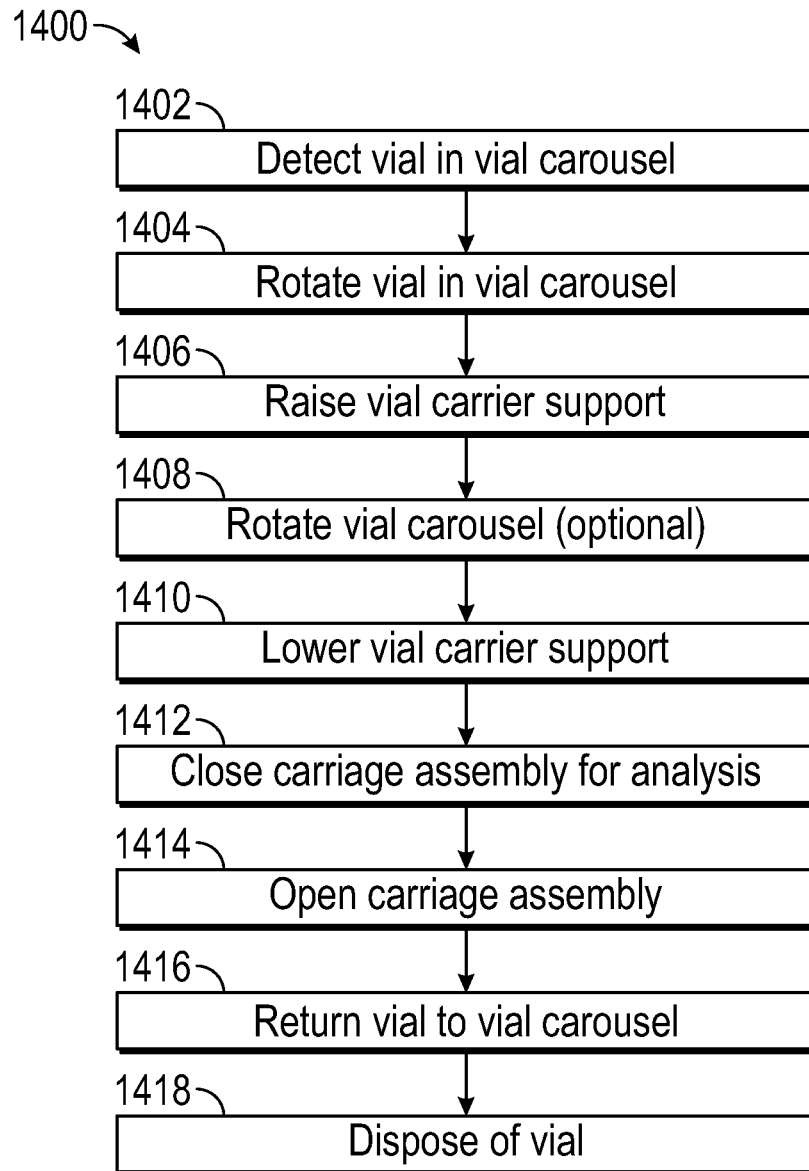 1400
1402
Detect vial in vial carousel
1404
Rotate vial in vial carousel
1406
Raise vial carrier support
1408
Rotate vial carousel (optional)
1410
Lower vial carrier support
1412
Close carriage assembly for analysis
1414
Open carriage assembly
1416
Return vial to vial carousel
1418
Dispose of vial